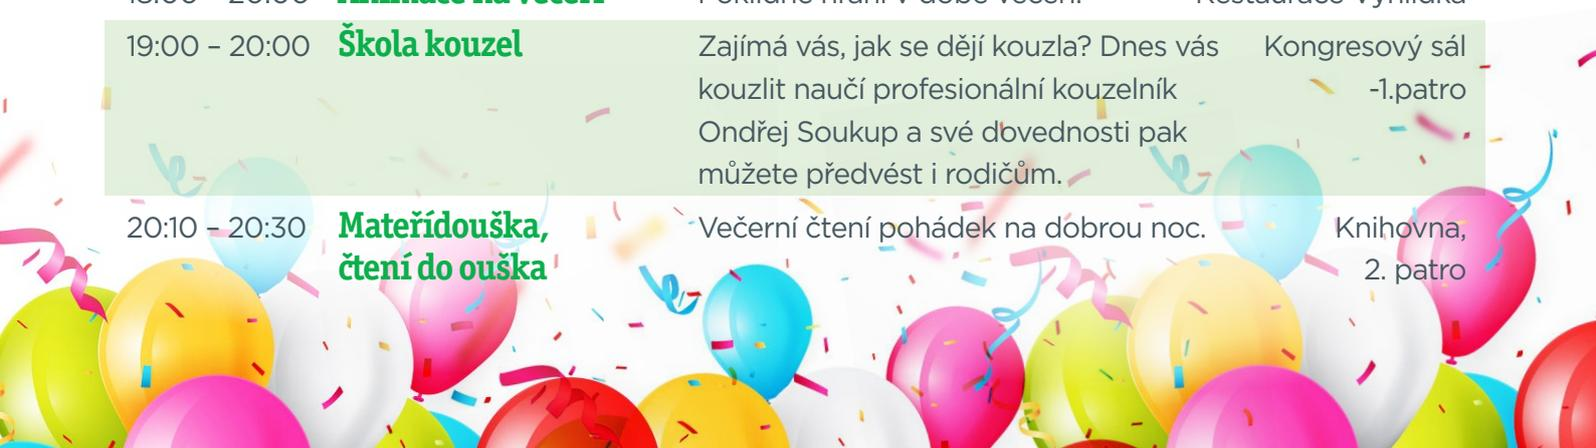 19:00 – 20:00 Škola kouzel Zajímá vás, jak se dějí kouzla? Dnes vás Kongresový sál
kouzlit naučí profesionální kouzelník -1.patro
Ondřej Soukup a své dovednosti pak
můžete předvést i rodičům.
20:10 – 20:30 Mateřídouška, Večerní čtení pohádek na dobrou noc. Knihovna,
čtení do ouška 2. patro